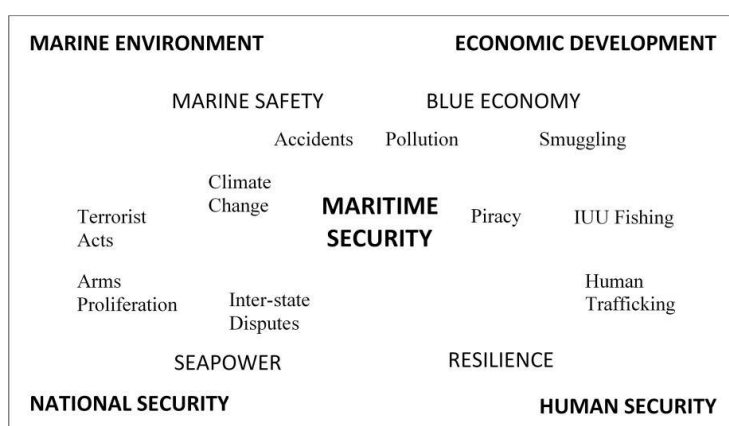 MARINE ENVIRONMENT
ECONOMIC DEVELOPMENT
MARINE SAFETY
BLUE ECONOMY
Accidents
Pollution
Smuggling
Climate
Change
MARITIME
SECURITY
Terrorist
Acts
Piracy
IUU Fishing
Arms
Proliferation
Inter-state
Disputes
Human
Trafficking
SEAPOWER
RESILIENCE
NATIONAL SECURITY
HUMAN SECURITY